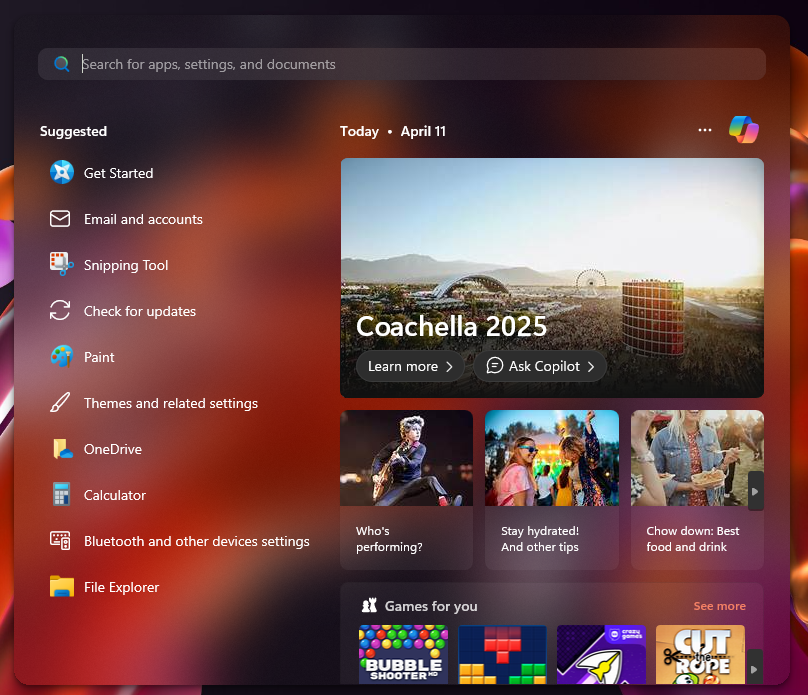 Search for apps, settings, and documents
Suggested
Get Started
Email and accounts
Snipping Tool
Check for updates
Paint
Themes and related settings
OneDrive
Calculator
Bluetooth and other devices settings
File Explorer
Today • April 11
Coachella 2025
Learn more
Ask Copilot
Who's
performing?
Stay hydrated!
And other tips
Chow down: Best
food and drink
Games for you
See more
BUBBLE
SHOOTER HD
crazy
games
CUT
the
ROPE